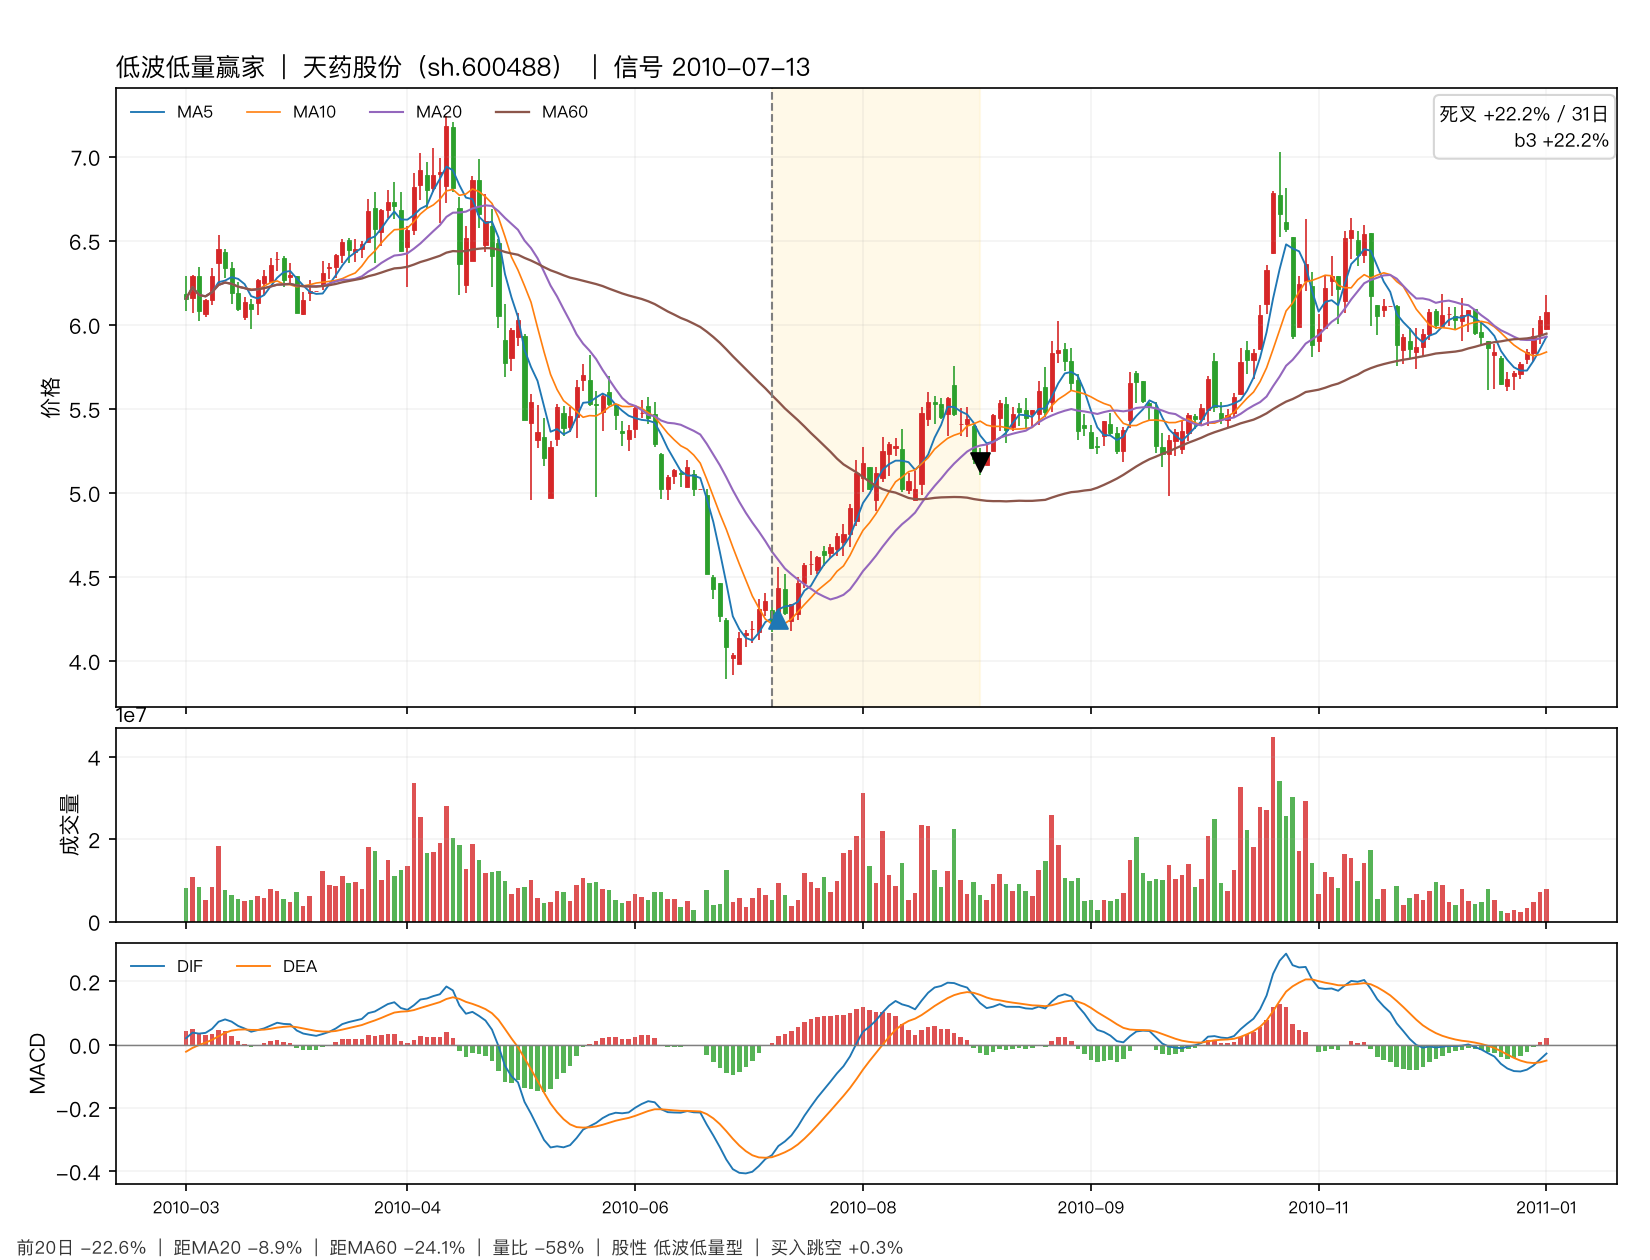 低波低量赢家 ｜ 天药股份（sh.600488） ｜ 信号 2010-07-13
MA5 MA10 MA20 MA60
死叉 +22.2% / 31日
b3 +22.2%
7.0
6.5
6.0
5.5
5.0
4.5
4.0
价格
1e7
4
2
0
成交量
DIF DEA
0.2
0.0
-0.2
-0.4
MACD
2010-03 2010-04 2010-06 2010-08 2010-09 2010-11 2011-01
前20日 -22.6% ｜ 距MA20 -8.9% ｜ 距MA60 -24.1% ｜ 量比 -58% ｜ 股性 低波低量型 ｜ 买入跳空 +0.3%